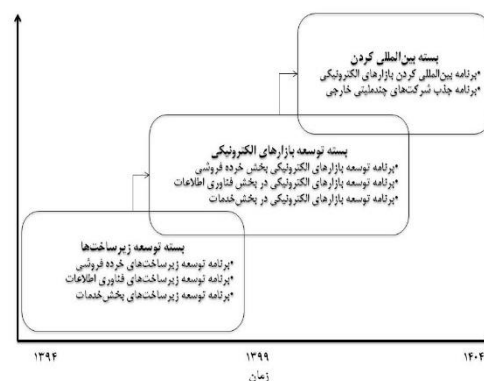 بسته بین‌المللی کردن
•برنامه بین‌المللی کردن بازارهای الکترونیکی
•برنامه جذب شرکت‌های چندملیتی خارجی
بسته توسعه بازارهای الکترونیکی
•برنامه توسعه بازارهای الکترونیکی بخش خرده فروشی
•برنامه توسعه بازارهای الکترونیکی در بخش فناوری اطلاعات
•برنامه توسعه بازارهای الکترونیکی در بخش‌خدمات
بسته توسعه زیرساخت‌ها
•برنامه توسعه زیرساخت‌های خرده فروشی
•برنامه توسعه زیرساخت‌های فناوری اطلاعات
•برنامه توسعه زیرساخت‌های بخش‌خدمات
۱۳۹۴ ۱۳۹۹ ۱۴۰۴
زمان